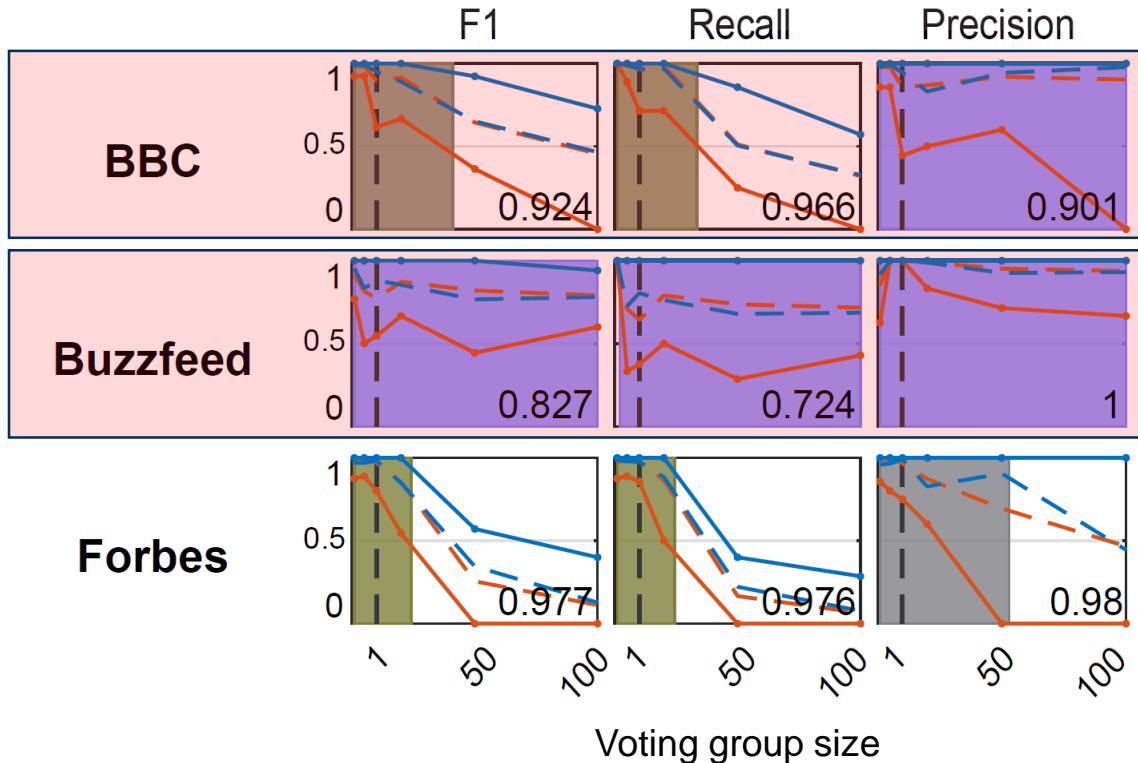 F1 Recall Precision
BBC
1
0.5
0
0.924 0.966 0.901
Buzzfeed
1
0.5
0
0.827 0.724 1
Forbes
1
0.5
0
0.977 0.976 0.98
1 50 100 1 50 100 1 50 100
Voting group size